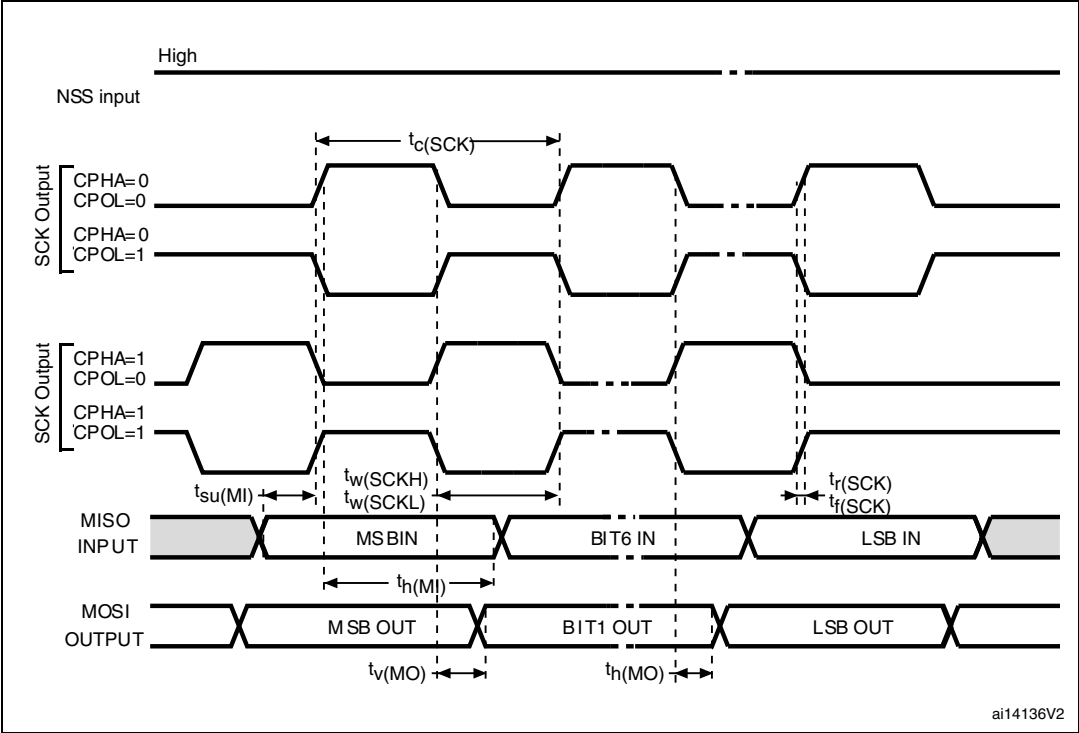 High
NSS input
tc(SCK)
SCK Output
CPHA=0
CPOL=0
CPHA=0
CPOL=1
SCK Output
CPHA=1
CPOL=0
CPHA=1
CPOL=1
tsu(MI)
tw(SCKH)
tw(SCKL)
tr(SCK)
tf(SCK)
MISO
INPUT
MSBIN
BIT6 IN
LSB IN
th(MI)
MOSI
OUTPUT
MSB OUT
BIT1 OUT
LSB OUT
tv(MO)
th(MO)
ai14136V2